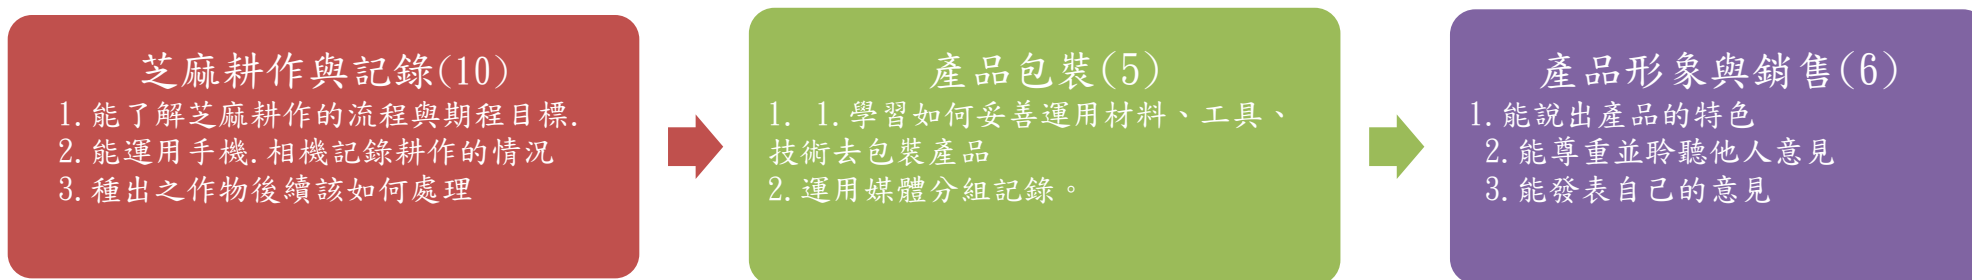 芝麻耕作與記錄(10)
1.能了解芝麻耕作的流程與期程目標.
2.能運用手機.相機記錄耕作的情況
3.種出之作物後續該如何處理
產品包裝(5)
1. 1.學習如何妥善運用材料、工具、
技術去包裝產品
2.運用媒體分組記錄。
產品形象與銷售(6)
1.能說出產品的特色
2.能尊重並聆聽他人意見
3.能發表自己的意見